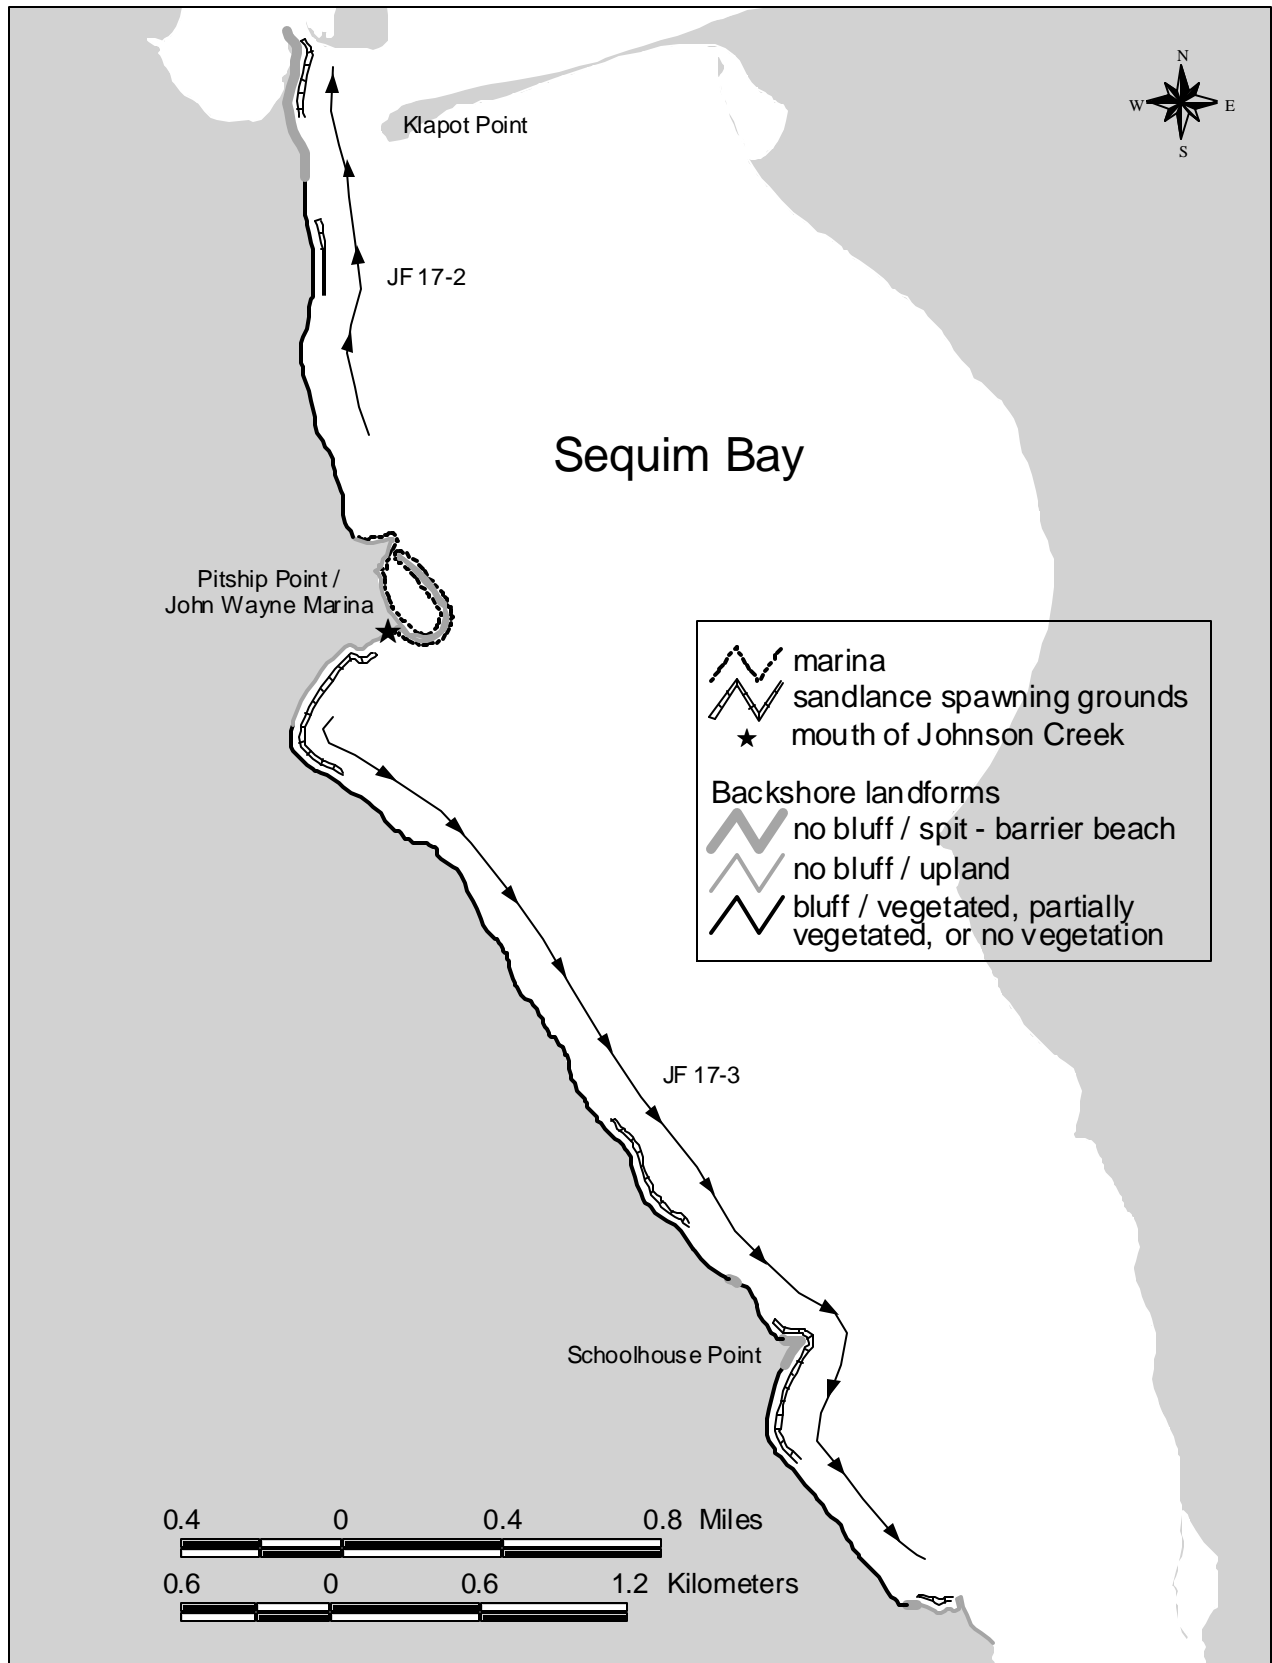 N
W E
S
Klapot Point
JF 17-2
Sequim Bay
Pitship Point /
John Wayne Marina
marina
sandlance spawning grounds
mouth of Johnson Creek
Backshore landforms
no bluff / spit - barrier beach
no bluff / upland
bluff / vegetated, partially
vegetated, or no vegetation
JF 17-3
Schoolhouse Point
0.4 0 0.4 0.8 Miles
0.6 0 0.6 1.2 Kilometers